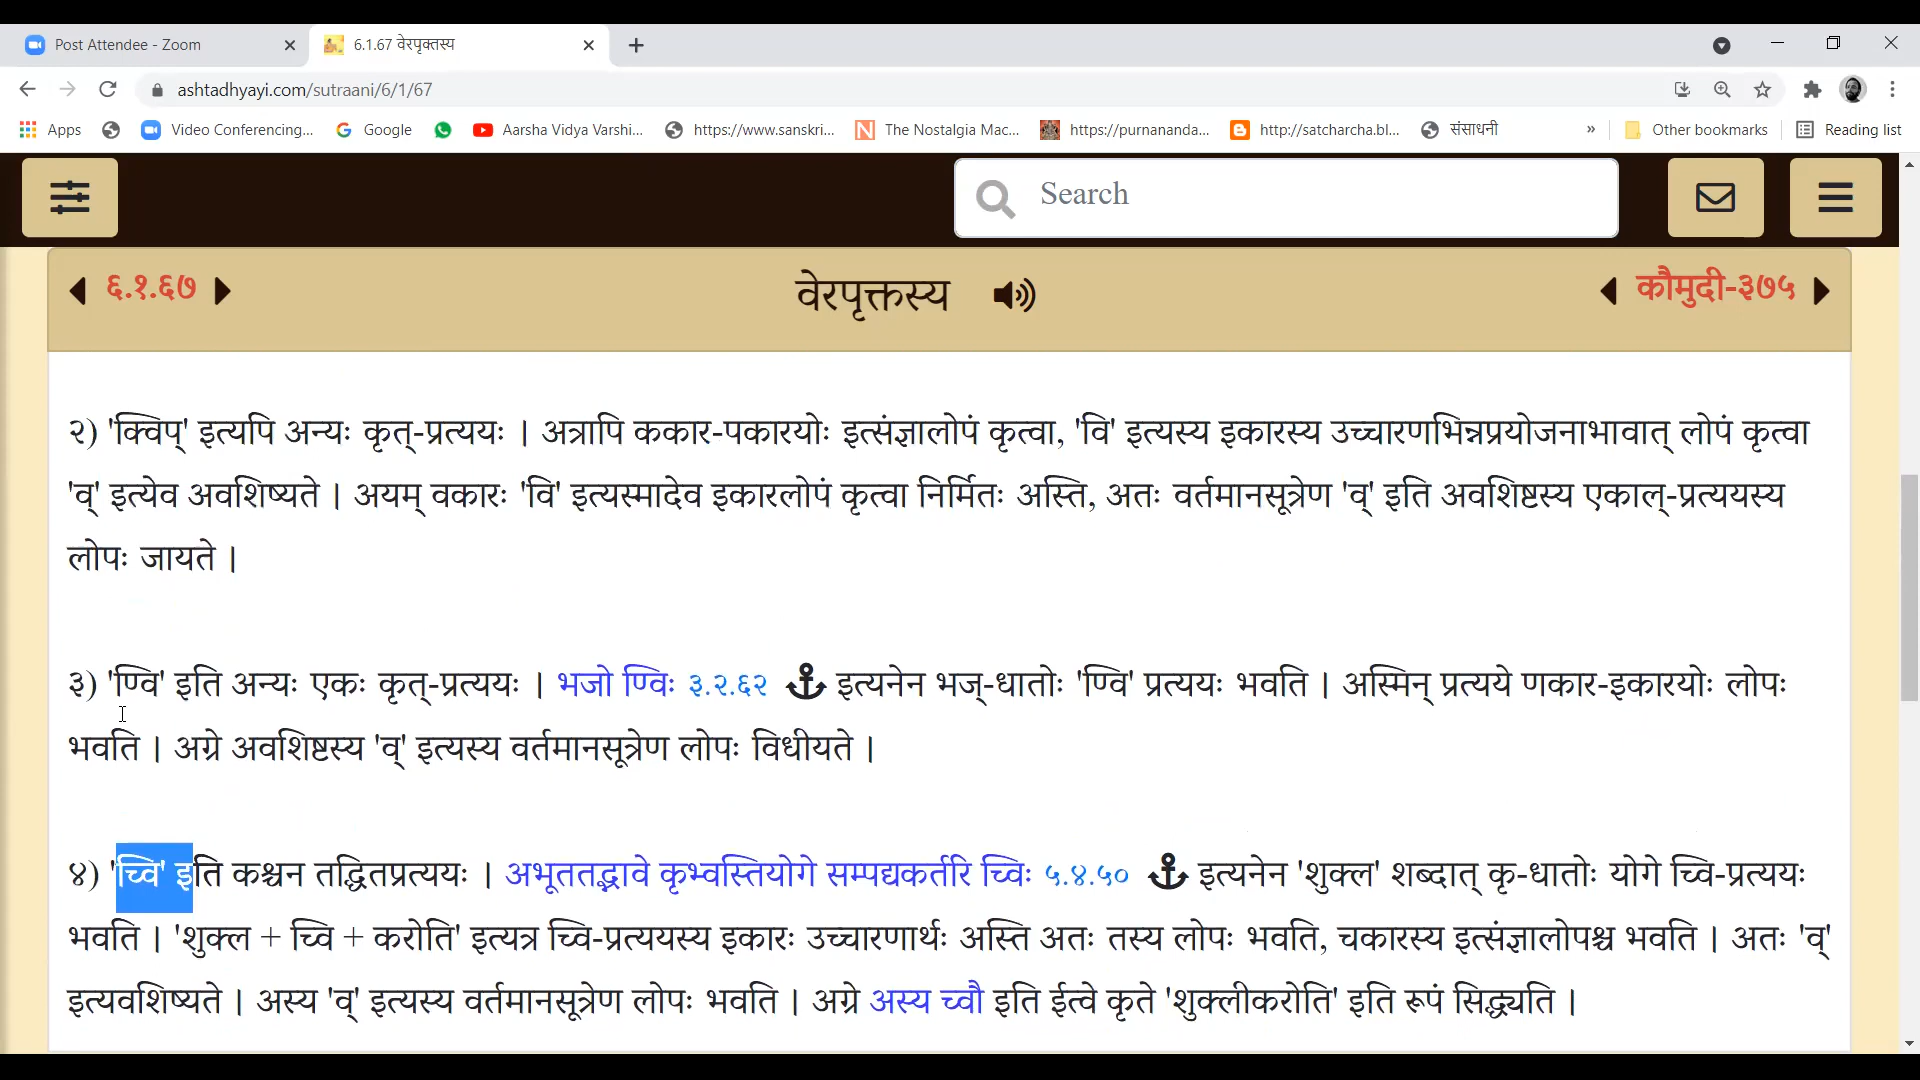 Post Attendee - Zoom
6.1.67 वेरपृक्तस्य
ashtadhyayi.com/sutraani/6/1/67
Apps Video Conferencing... Google Aarsha Vidya Varshi... https://www.sanskri... The Nostalgia Mac... https://purnananda... http://satcharcha.bl... संसाधनी » Other bookmarks Reading list
Search
६.१.६७ वेरपृक्तस्य कौमुदी-३७५
२) 'क्विप्' इत्यपि अन्यः कृत्-प्रत्ययः । अत्रापि ककार-पकारयोः इत्संज्ञालोपं कृत्वा, 'वि' इत्यस्य इकारस्य उच्चारणभिन्नप्रयोजनाभावात् लोपं कृत्वा
'व्' इत्येव अवशिष्यते । अयम् वकारः 'वि' इत्यस्मादेव इकारलोपं कृत्वा निर्मितः अस्ति, अतः वर्तमानसूत्रेण 'व्' इति अवशिष्टस्य एकाल्-प्रत्ययस्य
लोपः जायते ।
३) 'ण्वि' इति अन्यः एकः कृत्-प्रत्ययः । भजो ण्विः ३.२.६२ इत्यनेन भज्-धातोः 'ण्वि' प्रत्ययः भवति । अस्मिन् प्रत्यये णकार-इकारयोः लोपः
भवति । अग्रे अवशिष्टस्य 'व्' इत्यस्य वर्तमानसूत्रेण लोपः विधीयते ।
४) 'च्वि' इति कश्चन तद्धितप्रत्ययः । अभूततद्भावे कृभ्वस्तियोगे सम्पद्यकर्तरि च्विः ५.४.५० इत्यनेन 'शुक्ल' शब्दात् कृ-धातोः योगे च्वि-प्रत्ययः
भवति । 'शुक्ल + च्वि + करोति' इत्यत्र च्वि-प्रत्ययस्य इकारः उच्चारणार्थः अस्ति अतः तस्य लोपः भवति, चकारस्य इत्संज्ञालोपश्च भवति । अतः 'व्'
इत्यवशिष्यते । अस्य 'व्' इत्यस्य वर्तमानसूत्रेण लोपः भवति । अग्रे अस्य च्वौ इति ईत्वे कृते 'शुक्लीकरोति' इति रूपं सिद्ध्यति ।